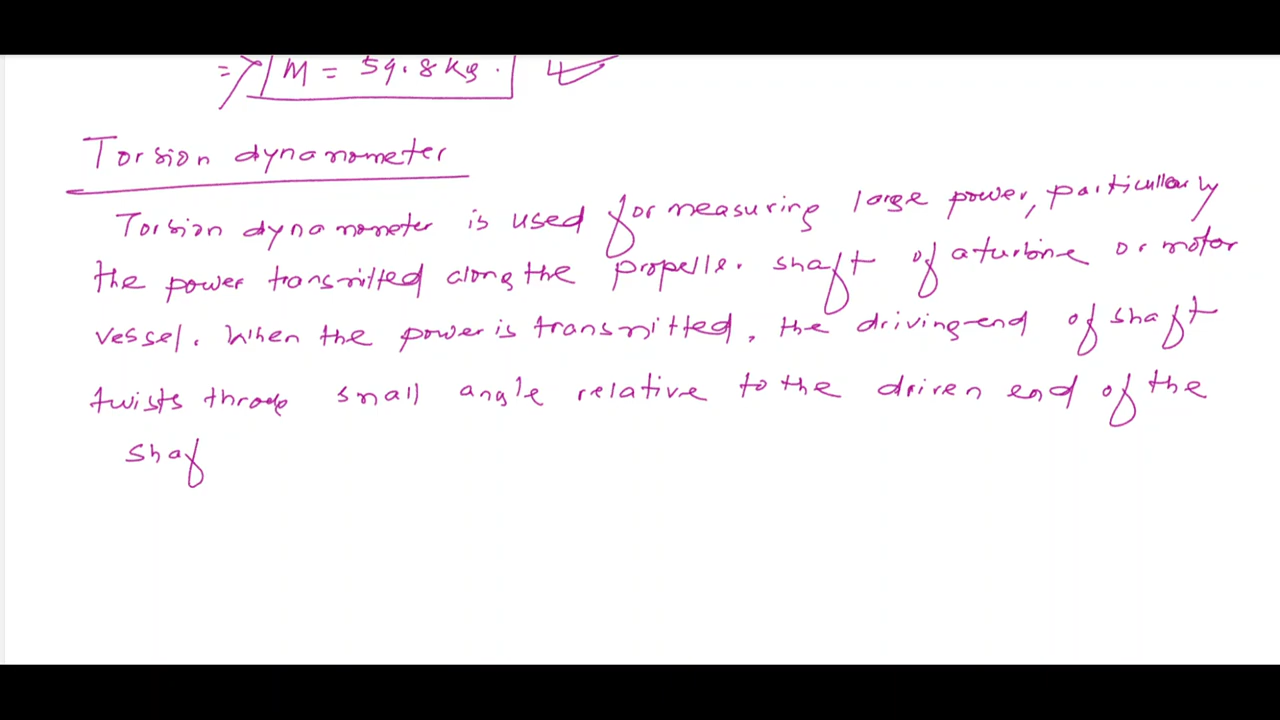 => M = 59.8 kg.
Torsion dynamometer
Torsion dynamometer is used for measuring large power, particullarly
the power transmitted along the propeller shaft of a turbine or motor
vessel. When the power is transmitted, the driving-end of shaft
twists through small angle relative to the driven end of the
shaf